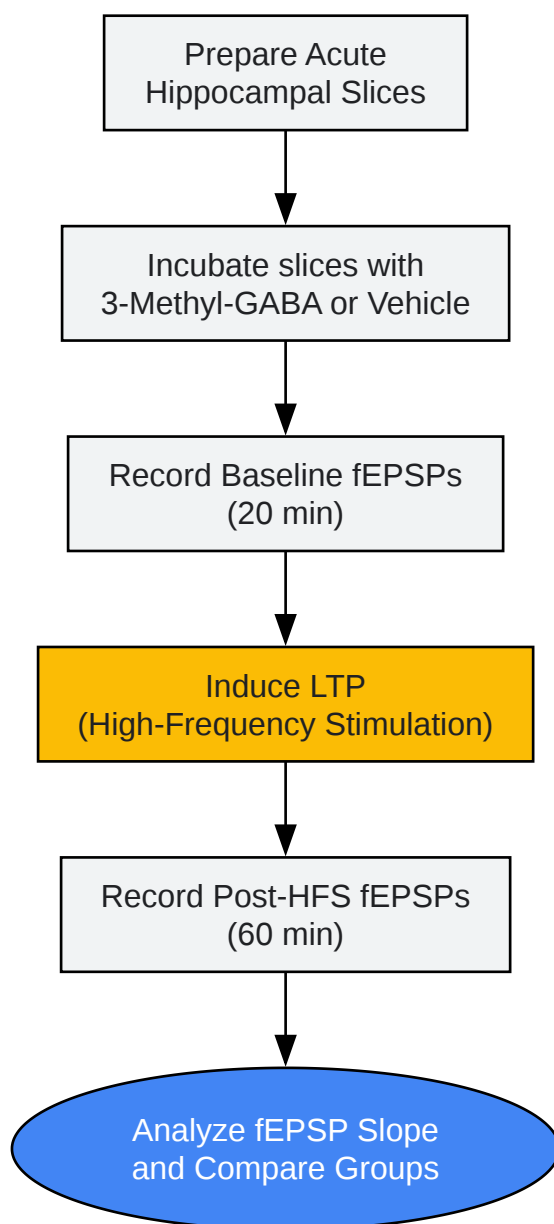 Prepare Acute
Hippocampal Slices
Incubate slices with
3-Methyl-GABA or Vehicle
Record Baseline fEPSPs
(20 min)
Induce LTP
(High-Frequency Stimulation)
Record Post-HFS fEPSPs
(60 min)
Analyze fEPSP Slope
and Compare Groups